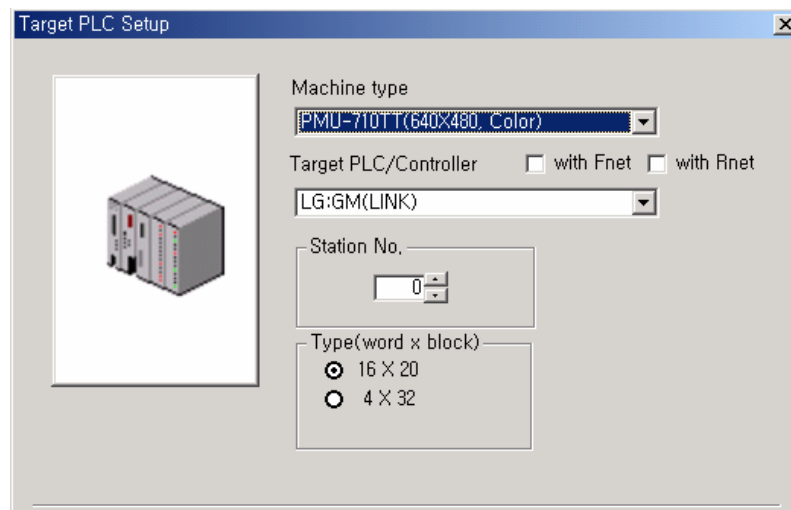 Target PLC Setup
Machine type
PMU-710TT(640X480, Color)
Target PLC/Controller with Fnet with Rnet
LG:GM(LINK)
Station No.
0
Type(word x block)
16 X 20
4 X 32